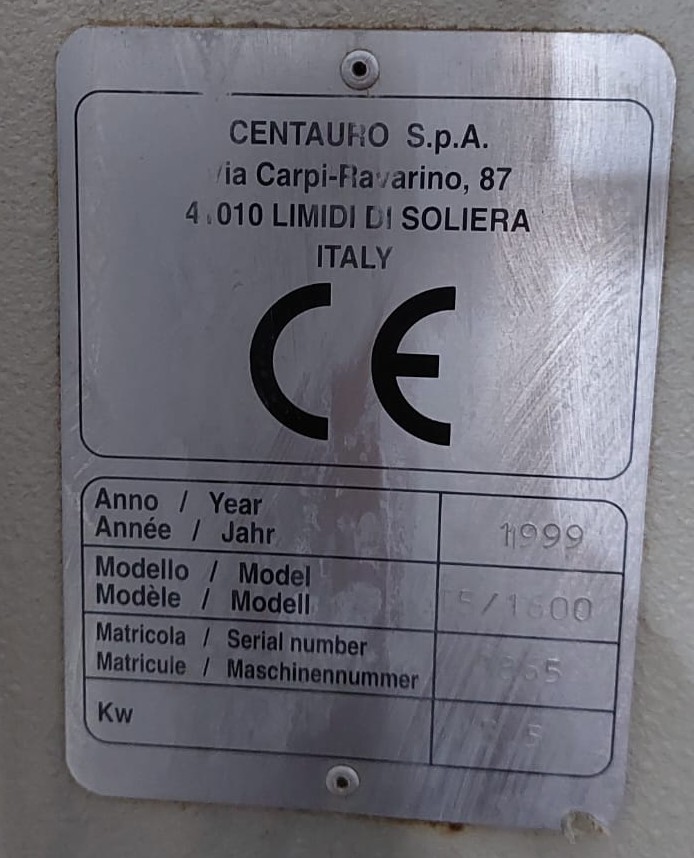 CENTAURO S.p.A.
Via Carpi-Ravarino, 87
LIMIDI DI SOLIERA
ITALY
CE
Anno / Year
Année / Jahr
1999
Modello / Model
Modèle / Modell
Matricola / Serial number
Matricule / Maschinennummer
Kw